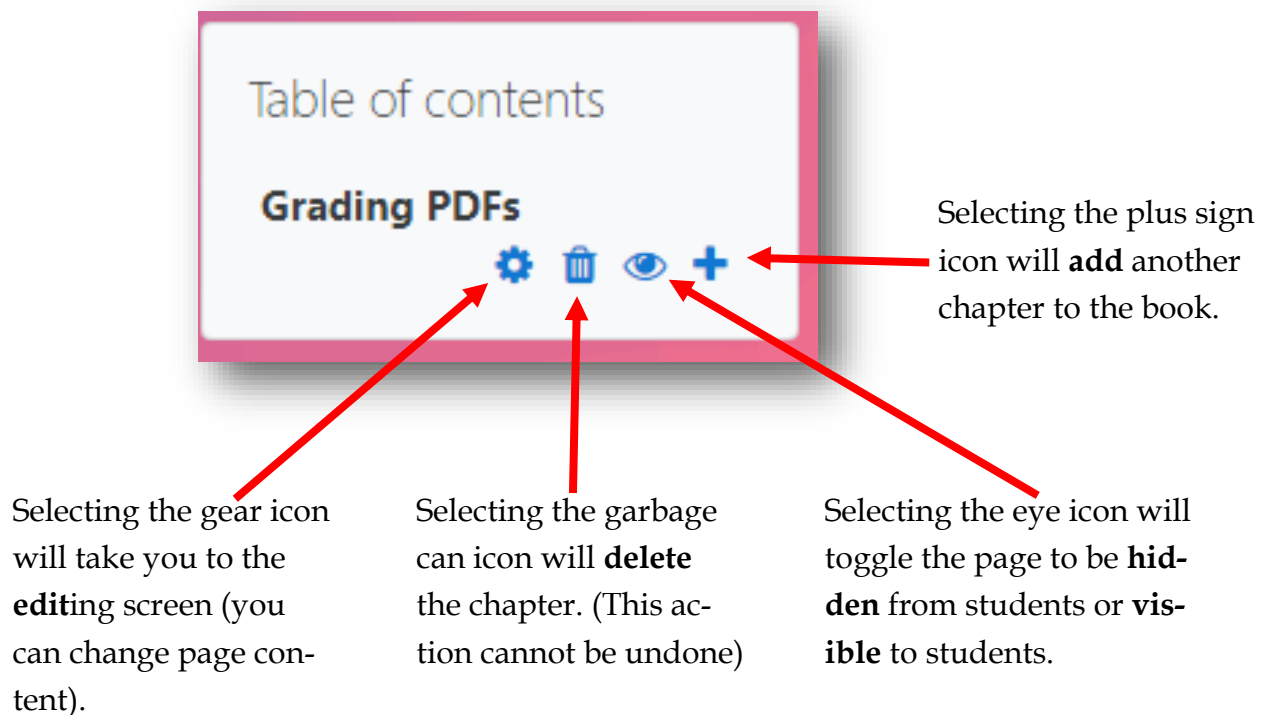 Table of contents
Grading PDFs
Selecting the plus sign
icon will add another
chapter to the book.
Selecting the gear icon
will take you to the
editing screen (you
can change page con-
tent).
Selecting the garbage
can icon will delete
the chapter. (This ac-
tion cannot be undone)
Selecting the eye icon will
toggle the page to be hid-
den from students or vis-
ible to students.